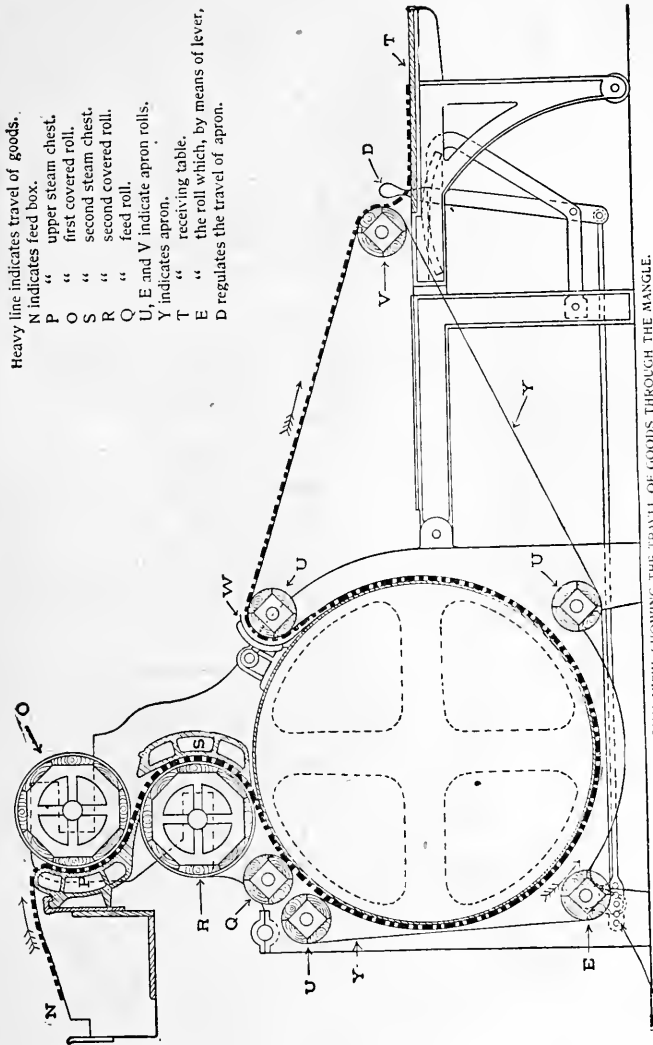 Heavy line indicates travel of goods.
N indicates feed box.
P “ upper steam chest.
O “ first covered roll.
S “ second steam chest.
R “ second covered roll.
Q “ feed roll.
U, E and V indicate apron rolls.
Y indicates apron.
T “ receiving table.
E “ the roll which, by means of lever,
D regulates the travel of apron.
O
N
P
W
S
R
U
Q
U
Y
E
U
V
D
T
Y
SHOWING THE TRAVEL OF GOODS THROUGH THE MANGLE.